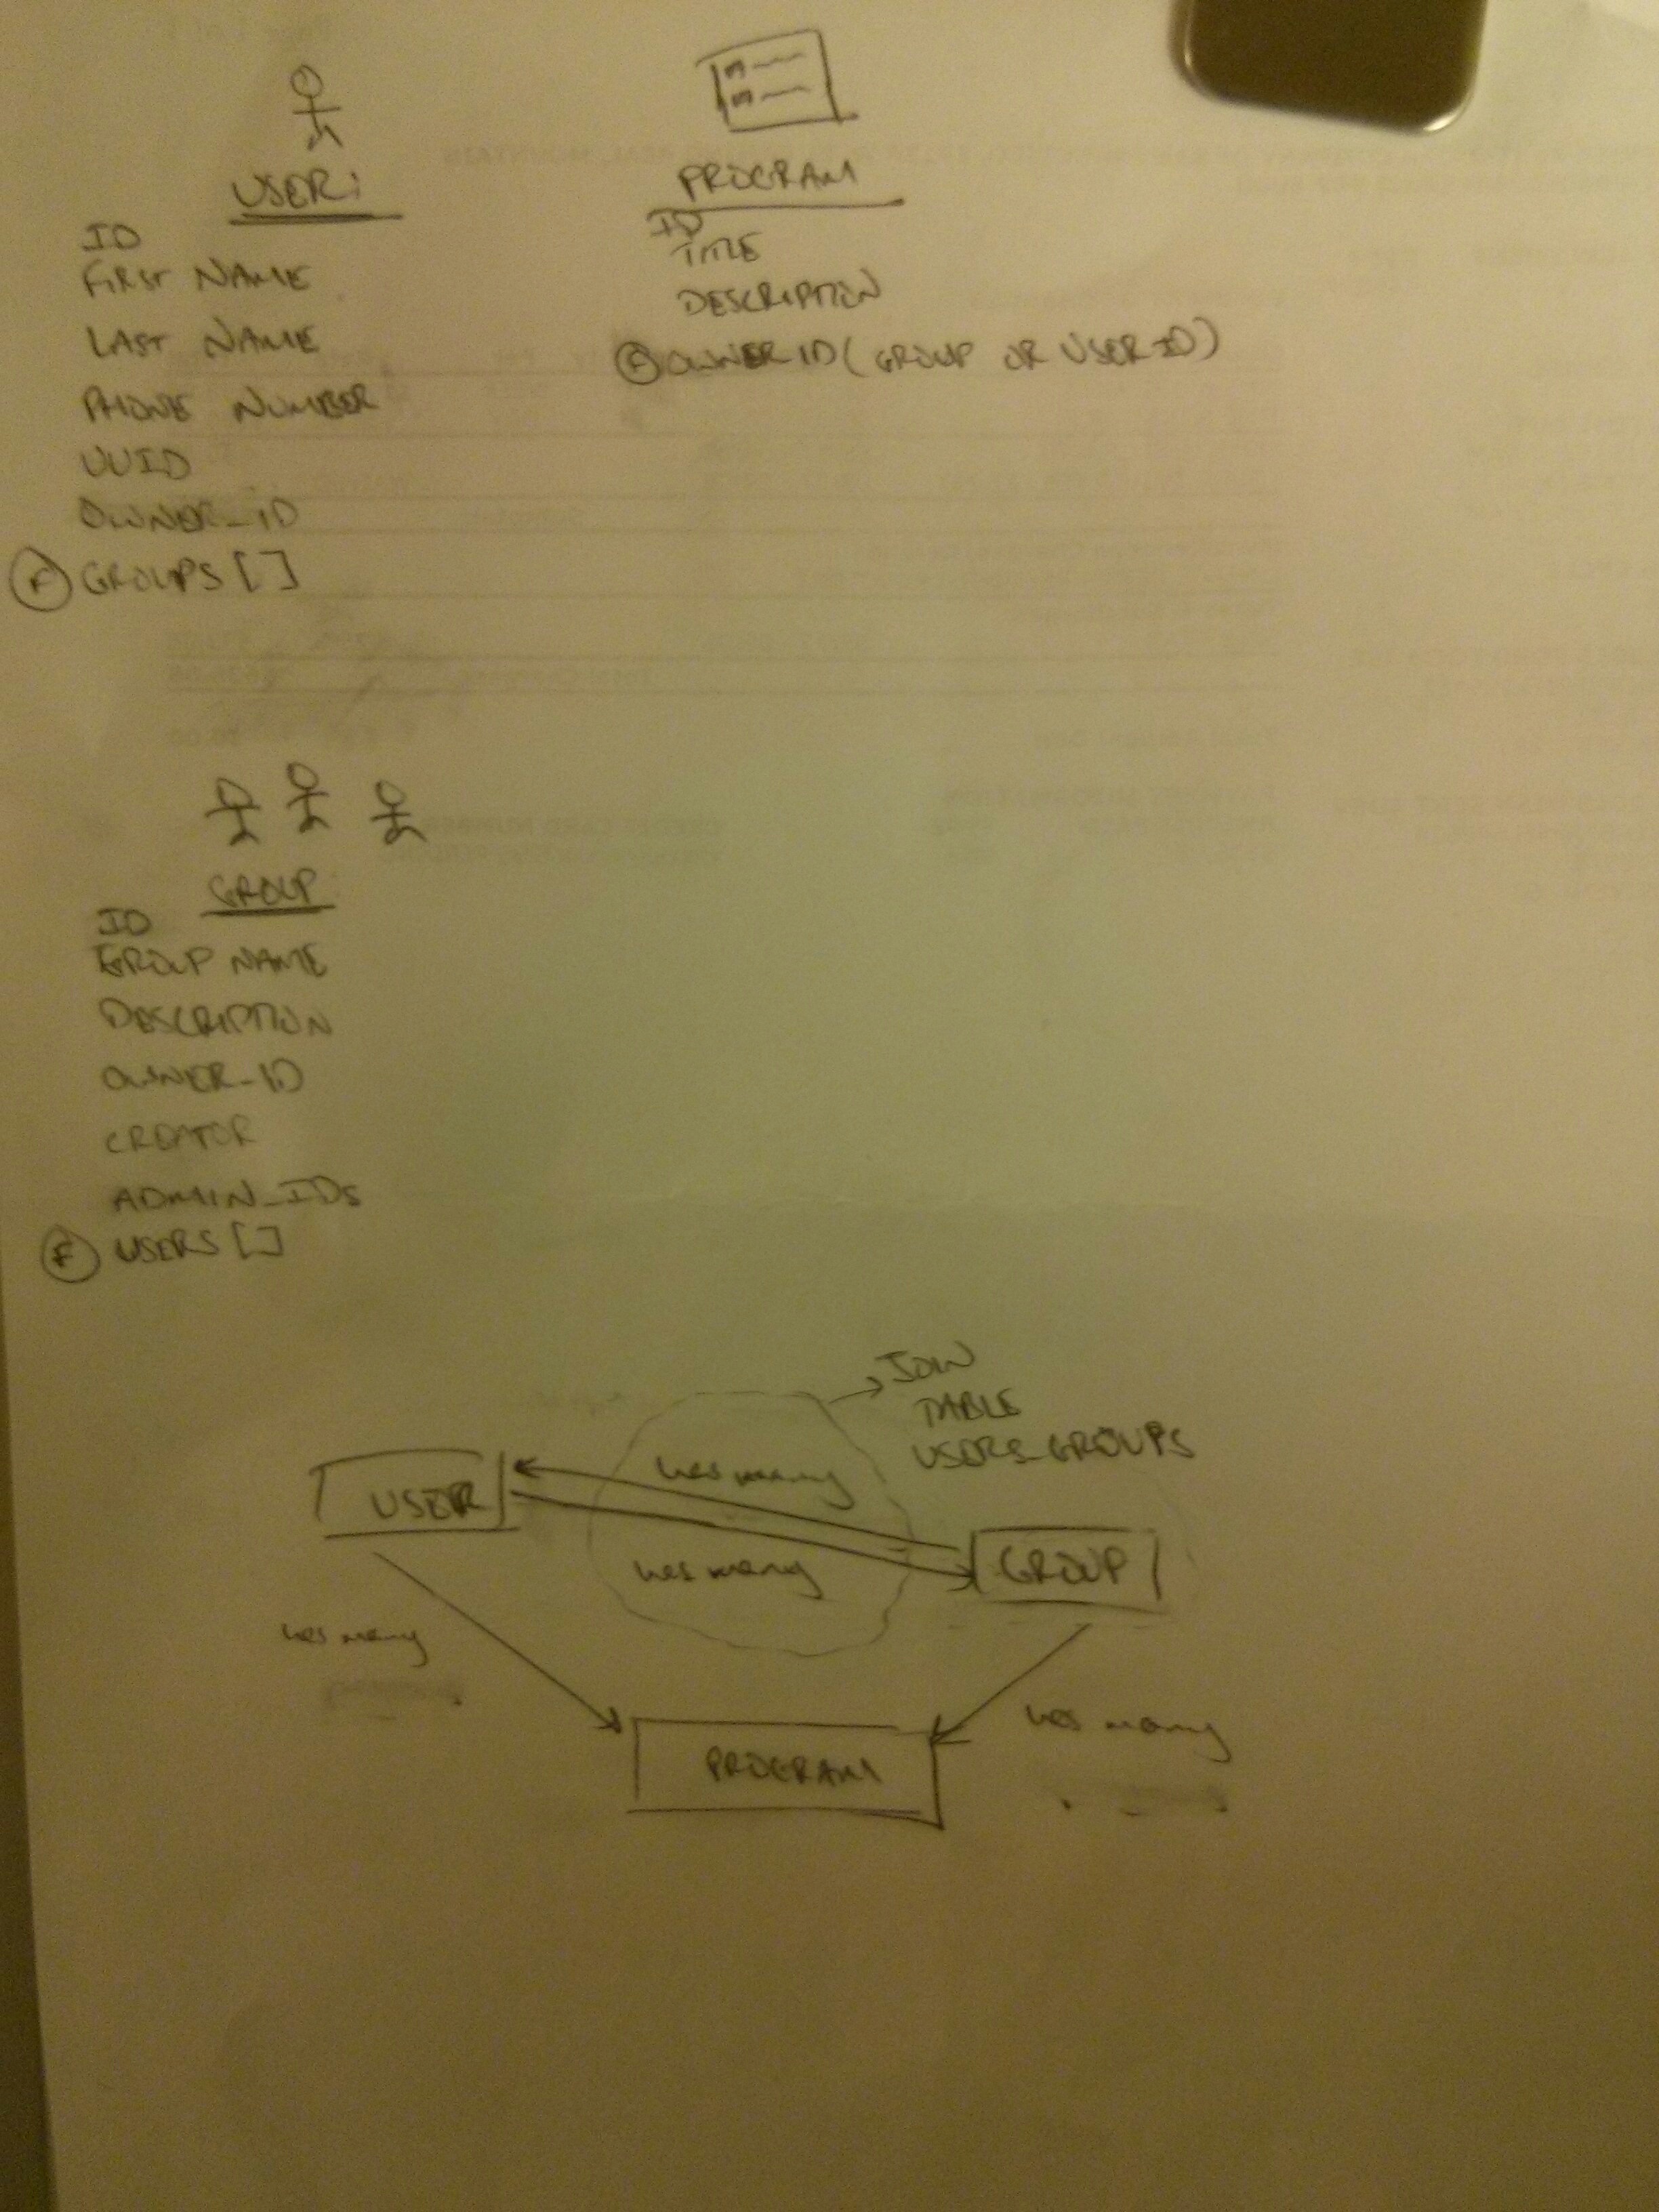 USER:
ID
FIRST NAME
LAST NAME
PHONE NUMBER
UUID
OWNER_ID
F GROUPS []
PROGRAM
ID
TITLE
DESCRIPTION
F OWNER ID (GROUP OR USER ID)
GROUP
ID
GROUP NAME
DESCRIPTION
OWNER_ID
CREATOR
ADMIN_IDs
F USERS []
JOIN
TABLE
USERS_GROUPS
has many
USER
has many
GROUP
has many
has many
PROGRAM